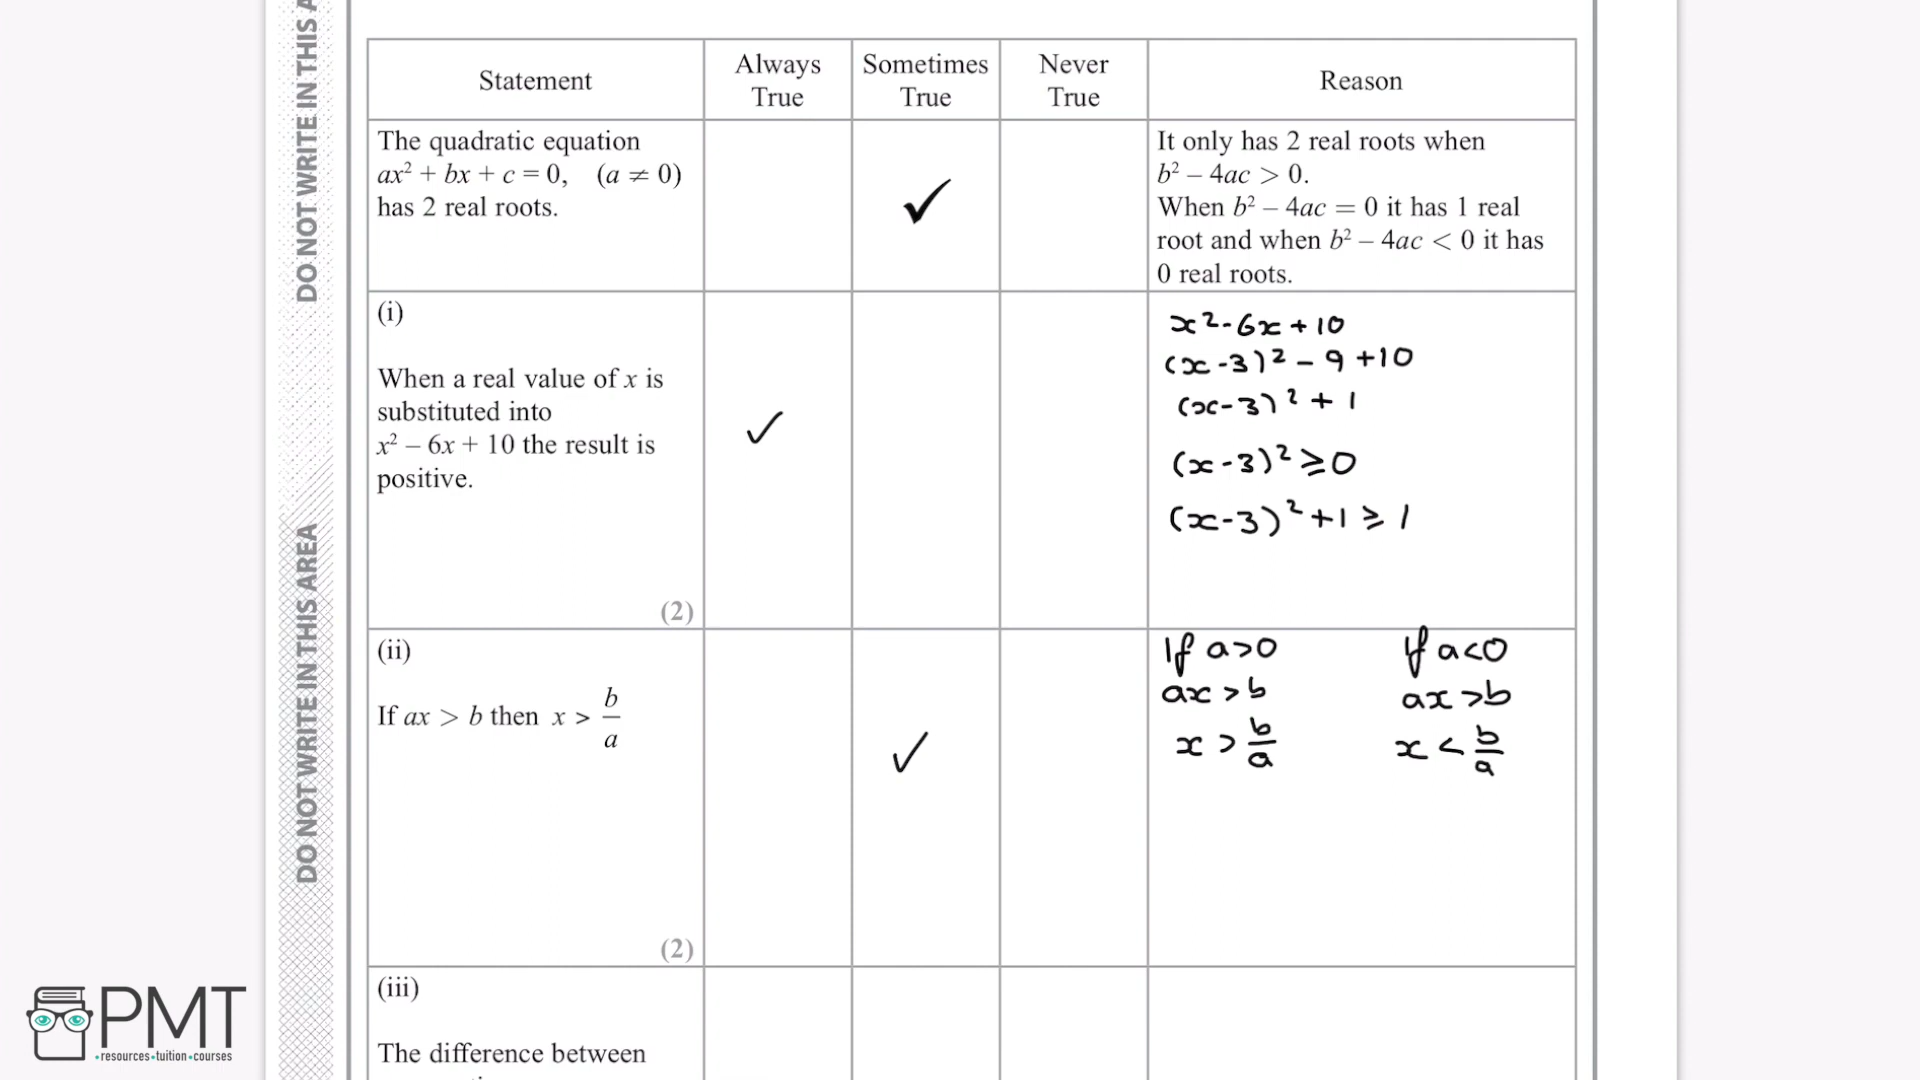 DO NOT WRITE IN THIS A
DO NOT WRITE IN THIS AREA
Statement
Always
True
Sometimes
True
Never
True
Reason
The quadratic equation
ax² + bx + c = 0, (a ≠ 0)
has 2 real roots.
✓
It only has 2 real roots when
b² – 4ac > 0.
When b² – 4ac = 0 it has 1 real
root and when b² – 4ac < 0 it has
0 real roots.
(i)
When a real value of x is
substituted into
x² – 6x + 10 the result is
positive.
(2)
✓
x² - 6x + 10
(x - 3)² - 9 + 10
(x - 3)² + 1
(x - 3)² ≥ 0
(x - 3)² + 1 ≥ 1
(ii)
If ax > b then x > b/a
(2)
✓
If a > 0
ax > b
x > b/a
If a < 0
ax > b
x < b/a
(iii)
The difference between
PMT
•resources•tuition•courses